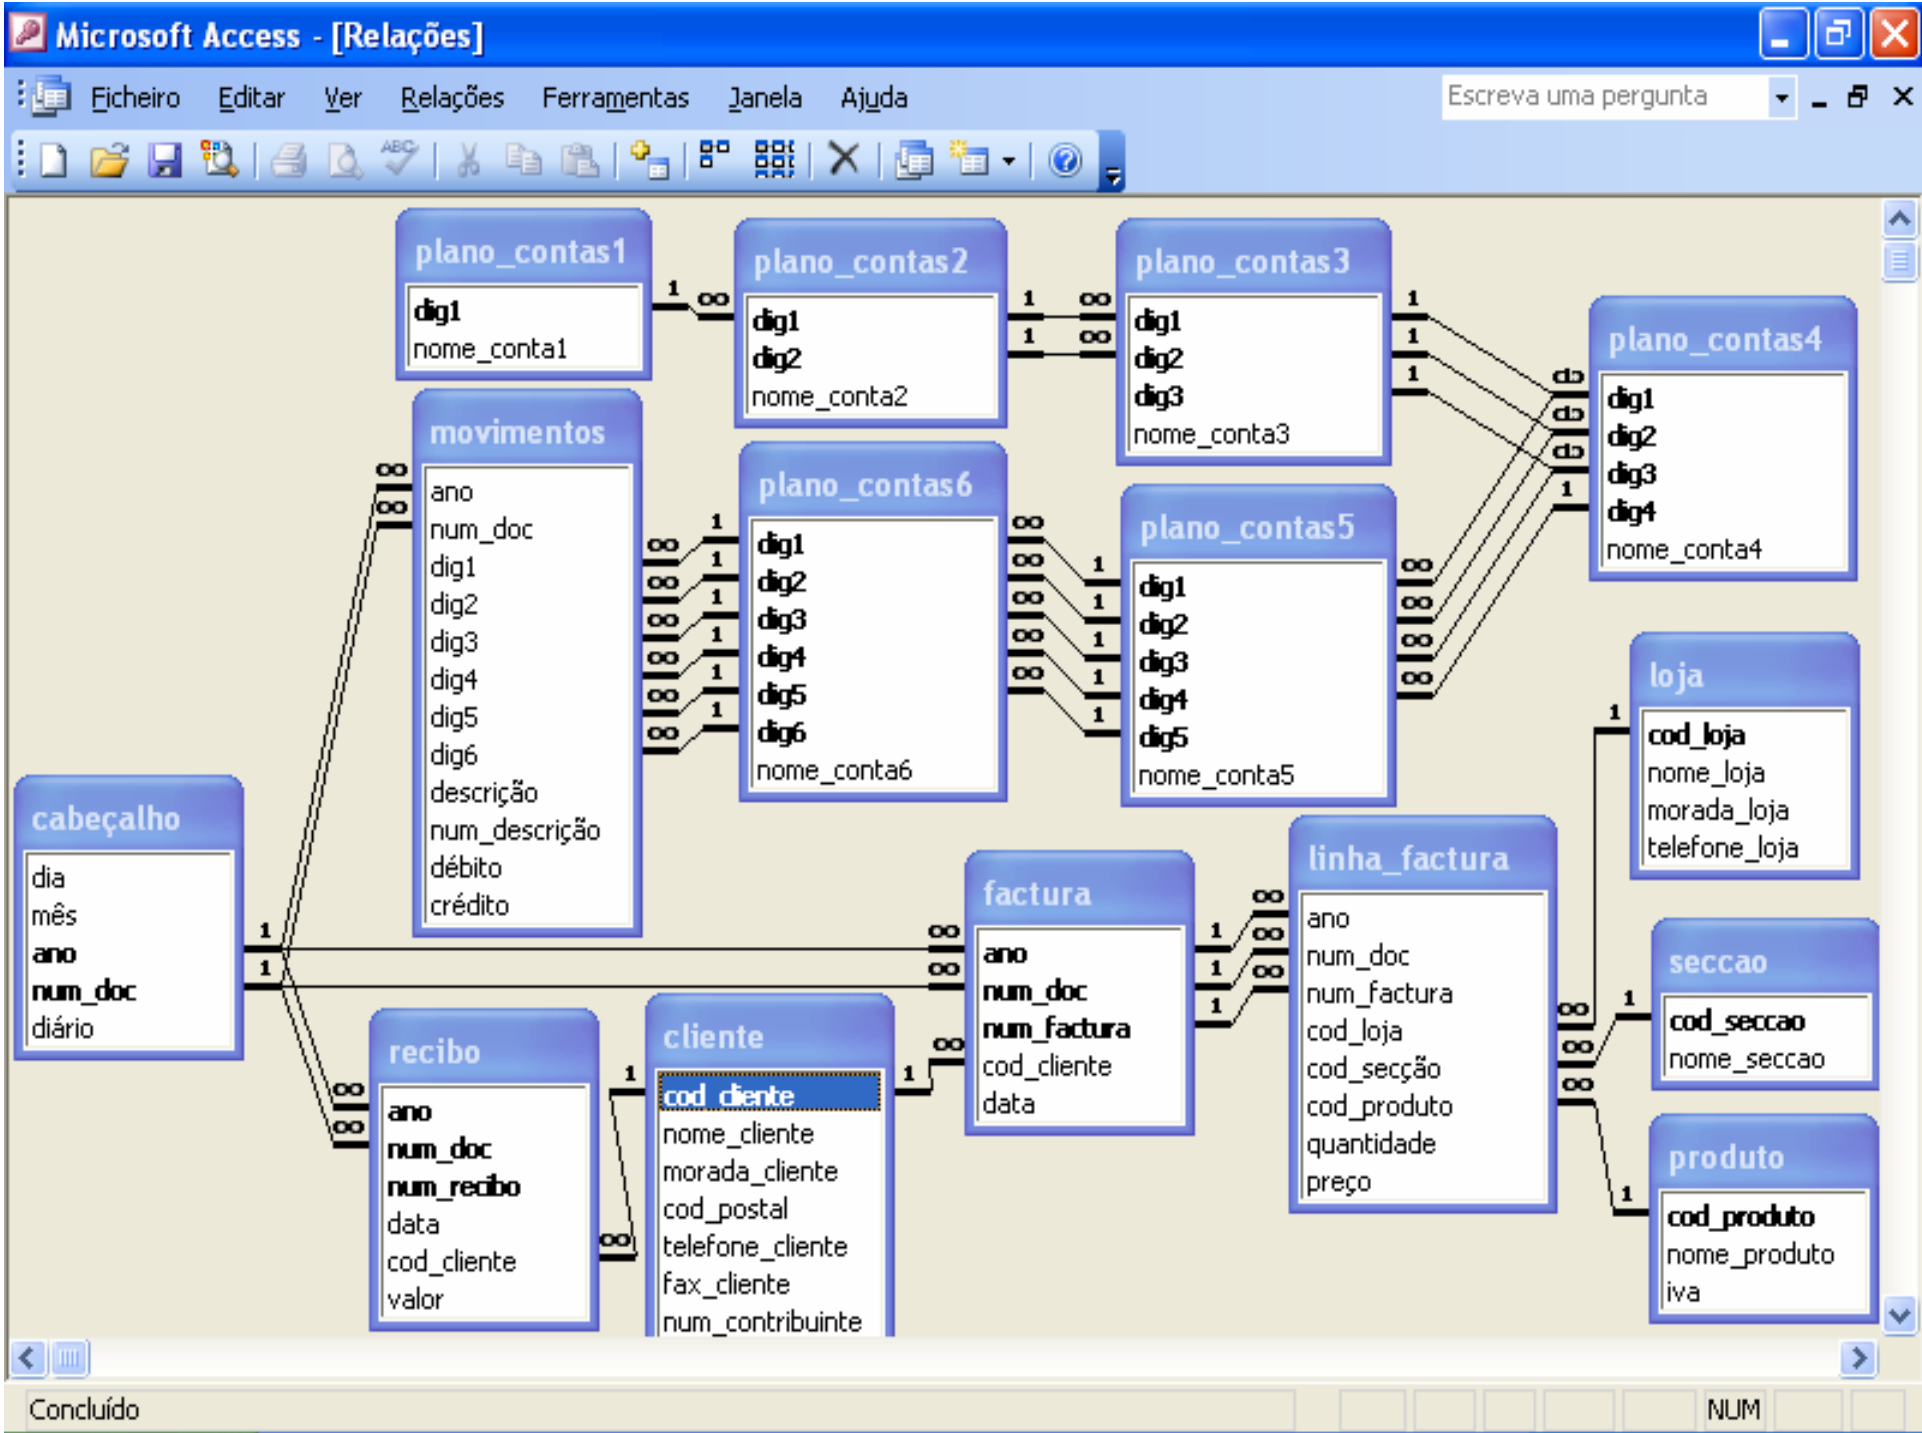 Microsoft Access - [Relações]
Ficheiro Editar Ver Relações Ferramentas Janela Ajuda Escreva uma pergunta
plano_contas1
dig1
nome_conta1
plano_contas2
dig1
dig2
nome_conta2
plano_contas3
dig1
dig2
dig3
nome_conta3
plano_contas4
dig1
dig2
dig3
dig4
nome_conta4
movimentos
ano
num_doc
dig1
dig2
dig3
dig4
dig5
dig6
descrição
num_descrição
débito
crédito
plano_contas6
dig1
dig2
dig3
dig4
dig5
dig6
nome_conta6
plano_contas5
dig1
dig2
dig3
dig4
dig5
nome_conta5
loja
cod_loja
nome_loja
morada_loja
telefone_loja
cabeçalho
dia
mês
ano
num_doc
diário
factura
ano
num_doc
num_factura
cod_cliente
data
linha_factura
ano
num_doc
num_factura
cod_loja
cod_secção
cod_produto
quantidade
preço
seccao
cod_seccao
nome_seccao
recibo
ano
num_doc
num_recibo
data
cod_cliente
valor
cliente
cod_cliente
nome_cliente
morada_cliente
cod_postal
telefone_cliente
fax_cliente
num_contribuinte
produto
cod_produto
nome_produto
iva
Concluído NUM